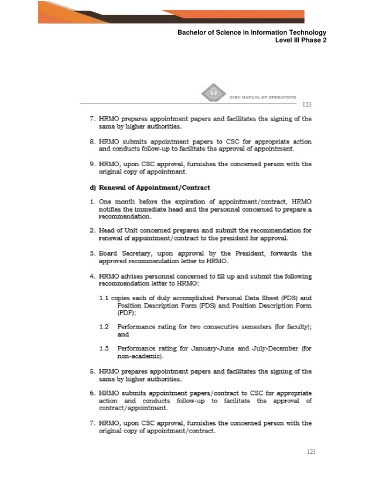 Bachelor of Science in Information Technology
Level III Phase 2
MANUAL OF OPERATIONS
123
7. HRMO prepares appointment papers and facilitates the signing of the
same by higher authorities.
8. HRMO submits appointment papers to CSC for appropriate action
and conducts follow-up to facilitate the approval of appointment.
9. HRMO, upon CSC approval, furnishes the concerned person with the
original copy of appointment.
d) Renewal of Appointment/Contract
1. One month before the expiration of appointment/contract, HRMO
notifies the immediate head and the personnel concerned to prepare a
recommendation.
2. Head of Unit concerned prepares and submit the recommendation for
renewal of appointment/contract to the president for approval.
3. Board Secretary, upon approval by the President, forwards the
approved recommendation letter to HRMO.
4. HRMO advises personnel concerned to fill up and submit the following
recommendation letter to HRMO:
1.1 copies each of duly accomplished Personal Data Sheet (PDS) and
Position Description Form (PDS) and Position Description Form
(PDF);
1.2 Performance rating for two consecutive semesters (for faculty);
and
1.3 Performance rating for January-June and July-December (for
non-academic).
5. HRMO prepares appointment papers and facilitates the signing of the
same by higher authorities.
6. HRMO submits appointment papers/contract to CSC for appropriate
action and conducts follow-up to facilitate the approval of
contract/appointment.
7. HRMO, upon CSC approval, furnishes the concerned person with the
original copy of appointment/contract.
123